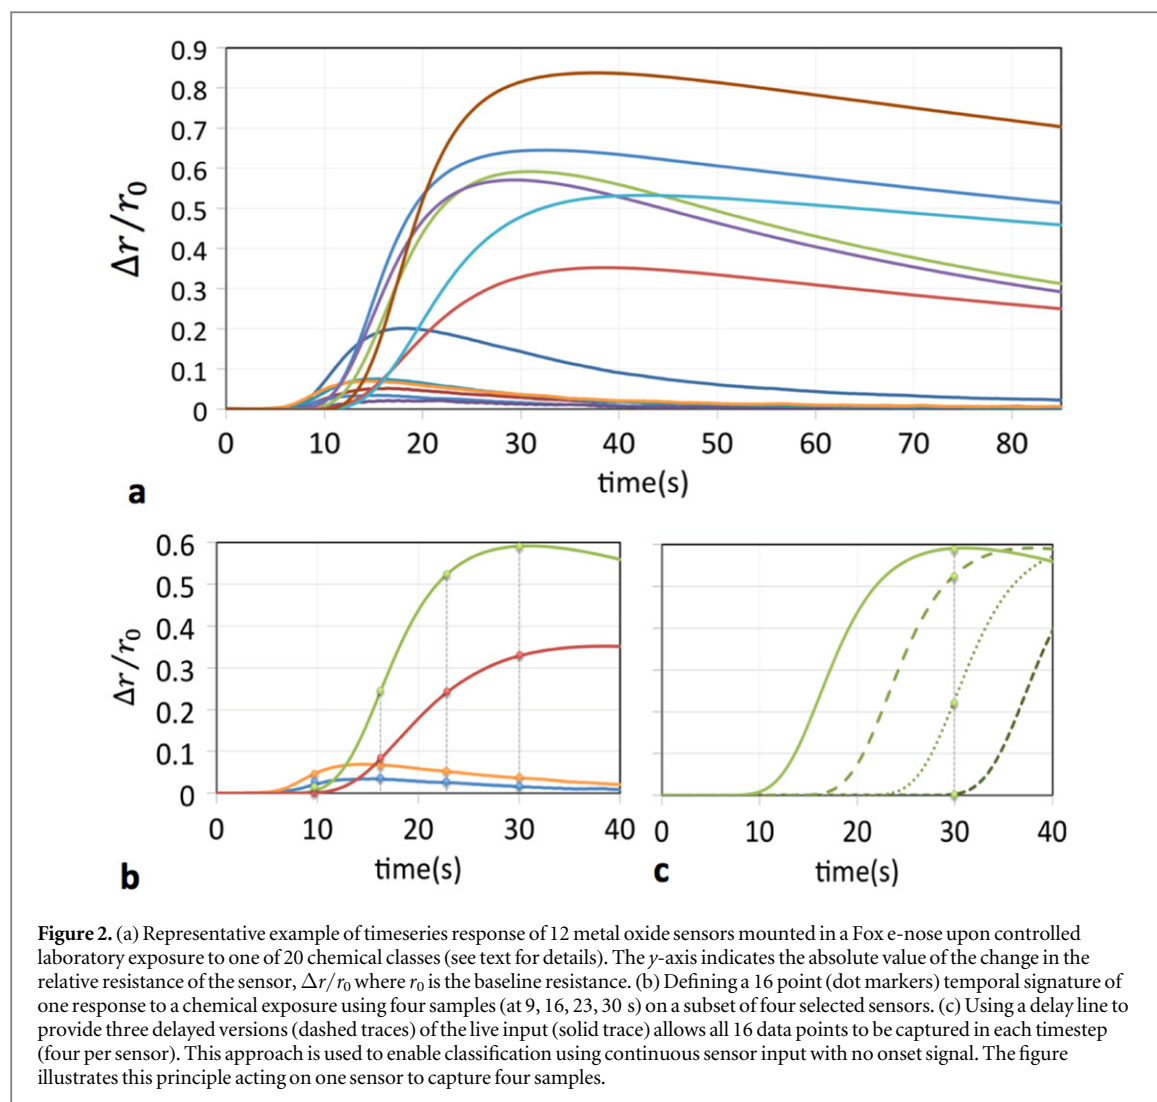 0.9
0.8
0.7
0.6
0.5
0.4
0.3
0.2
0.1
0
Δr/r0
0 10 20 30 40 50 60 70 80
time(s)
a
0.6
0.5
0.4
0.3
0.2
0.1
0
Δr/r0
0 10 20 30 40
time(s)
b
0 10 20 30 40
time(s)
c
Figure 2. (a) Representative example of timeseries response of 12 metal oxide sensors mounted in a Fox e-nose upon controlled
laboratory exposure to one of 20 chemical classes (see text for details). The y-axis indicates the absolute value of the change in the
relative resistance of the sensor, Δr/r0 where r0 is the baseline resistance. (b) Defining a 16 point (dot markers) temporal signature of
one response to a chemical exposure using four samples (at 9, 16, 23, 30 s) on a subset of four selected sensors. (c) Using a delay line to
provide three delayed versions (dashed traces) of the live input (solid trace) allows all 16 data points to be captured in each timestep
(four per sensor). This approach is used to enable classification using continuous sensor input with no onset signal. The figure
illustrates this principle acting on one sensor to capture four samples.